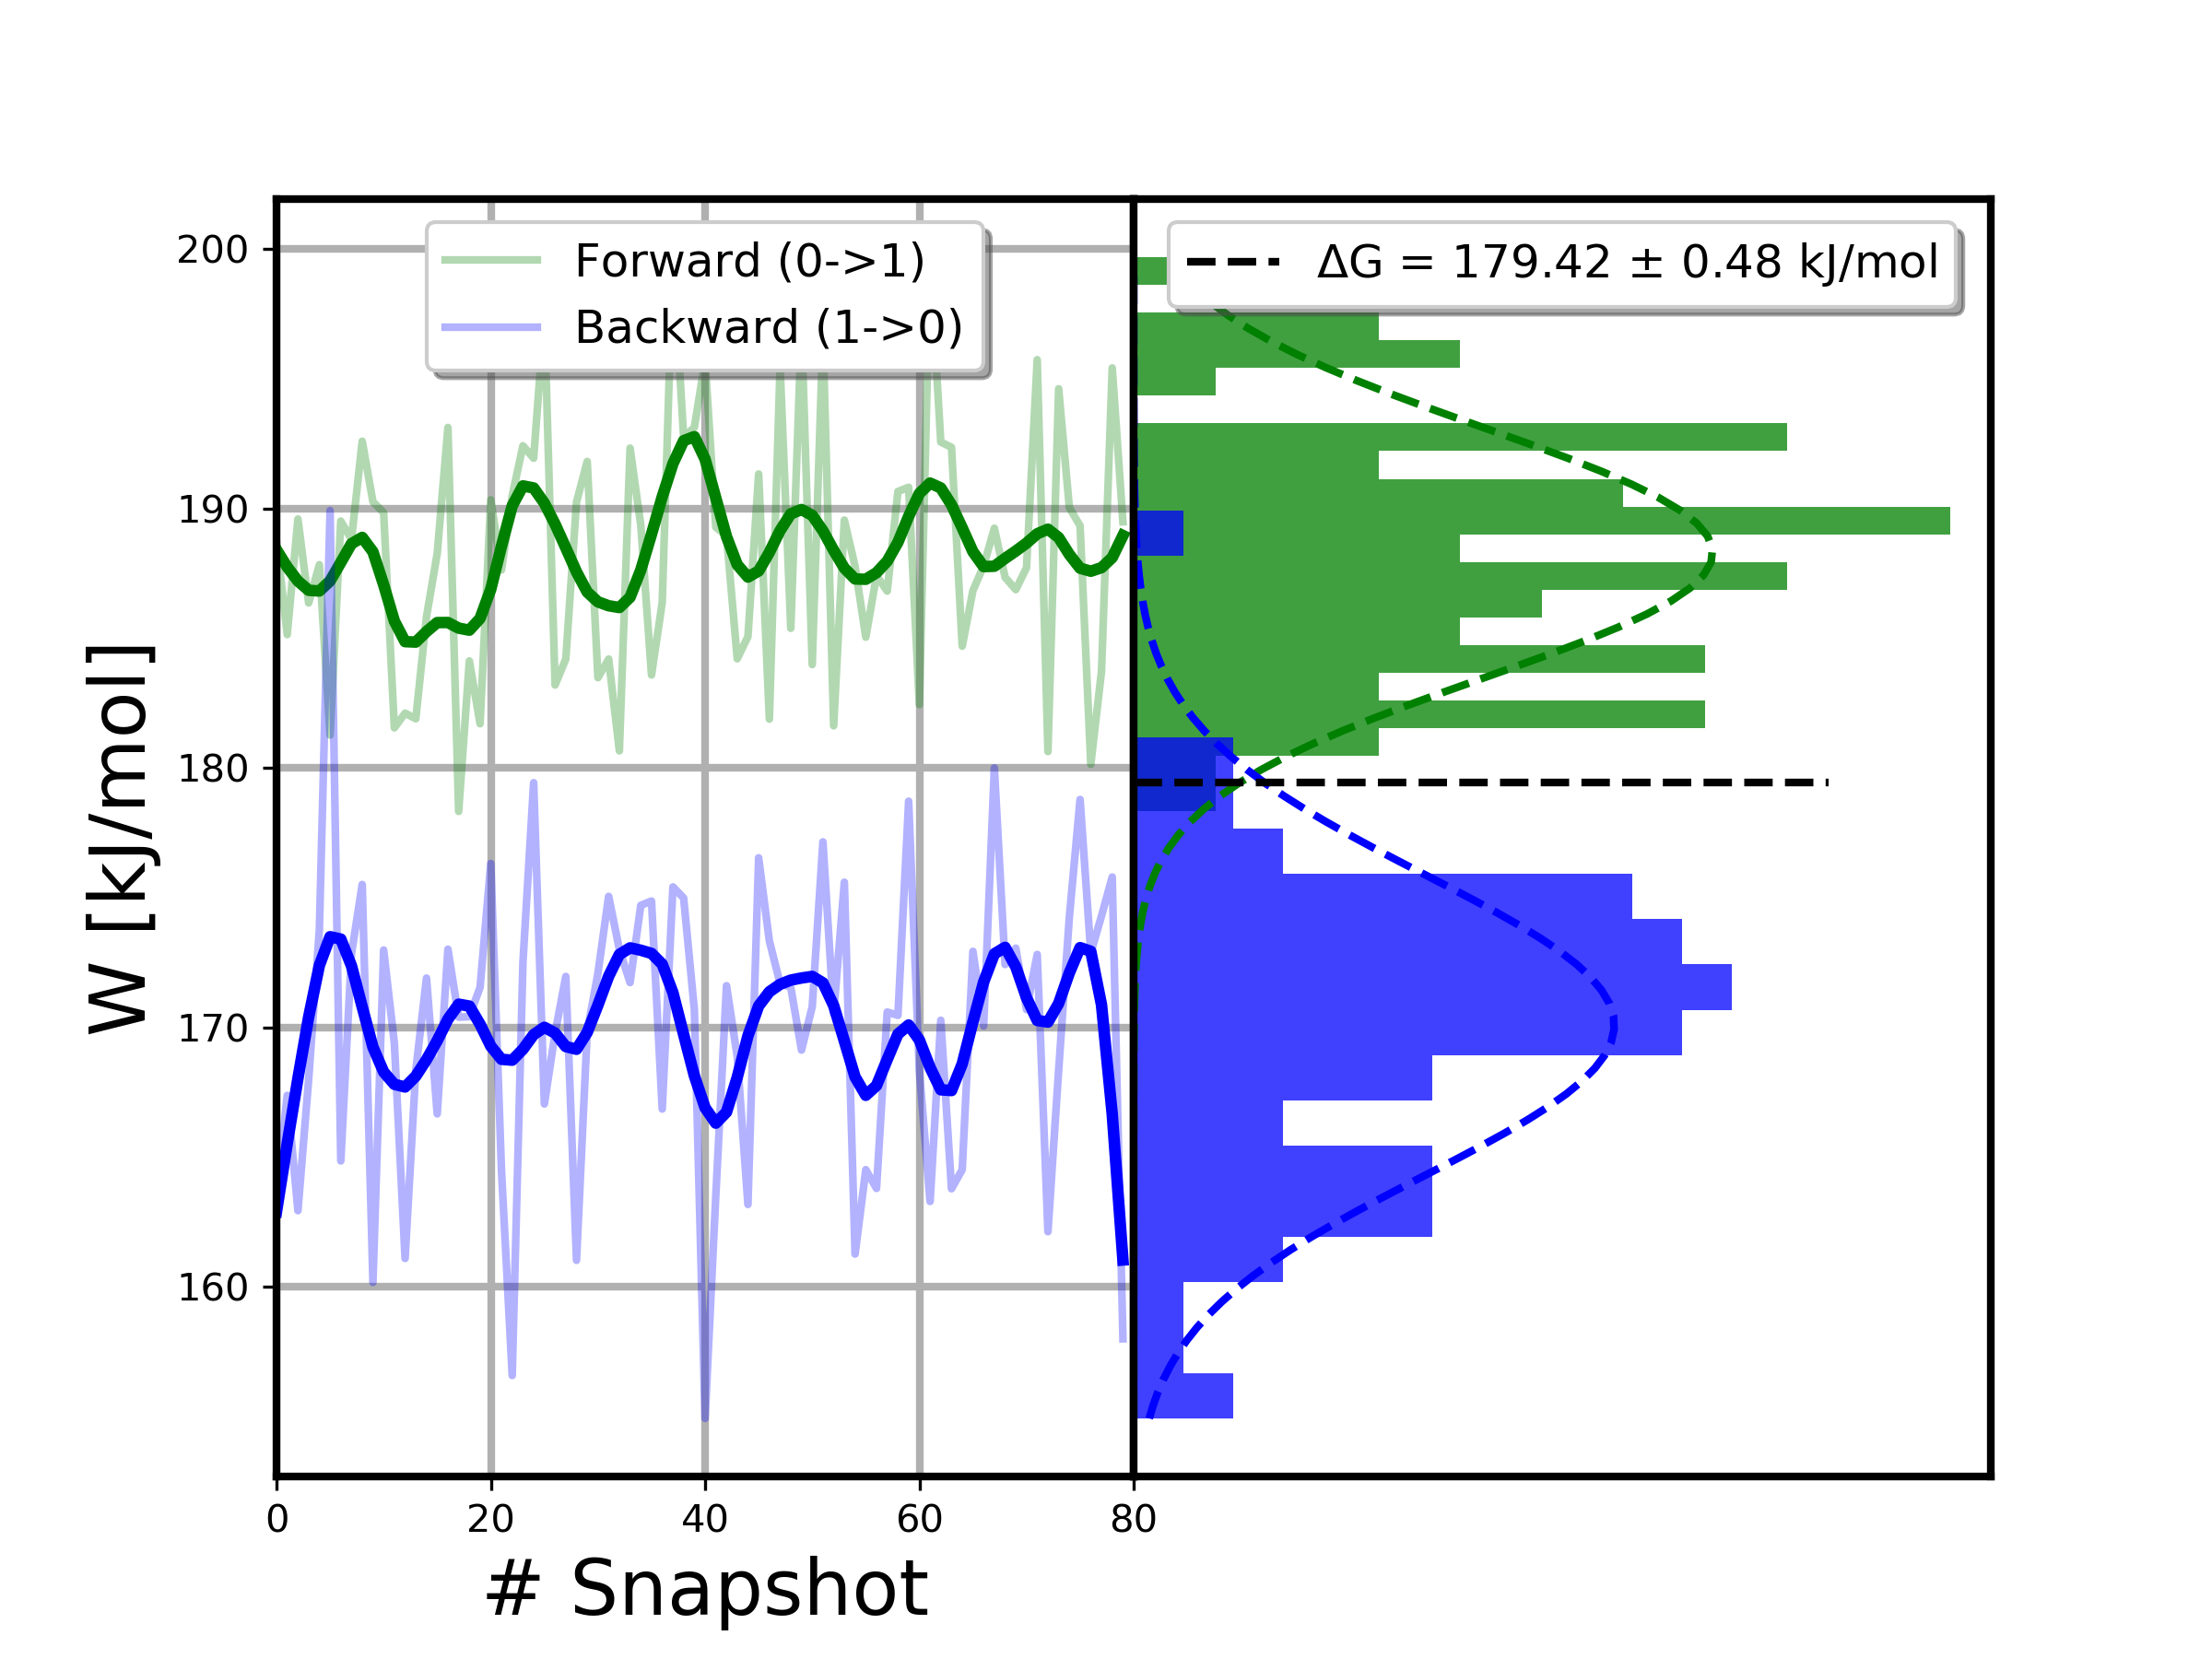 Forward (0->1)
Backward (1->0)
ΔG = 179.42 ± 0.48 kJ/mol
W [kJ/mol]
200
190
180
170
160
0 20 40 60 80
# Snapshot